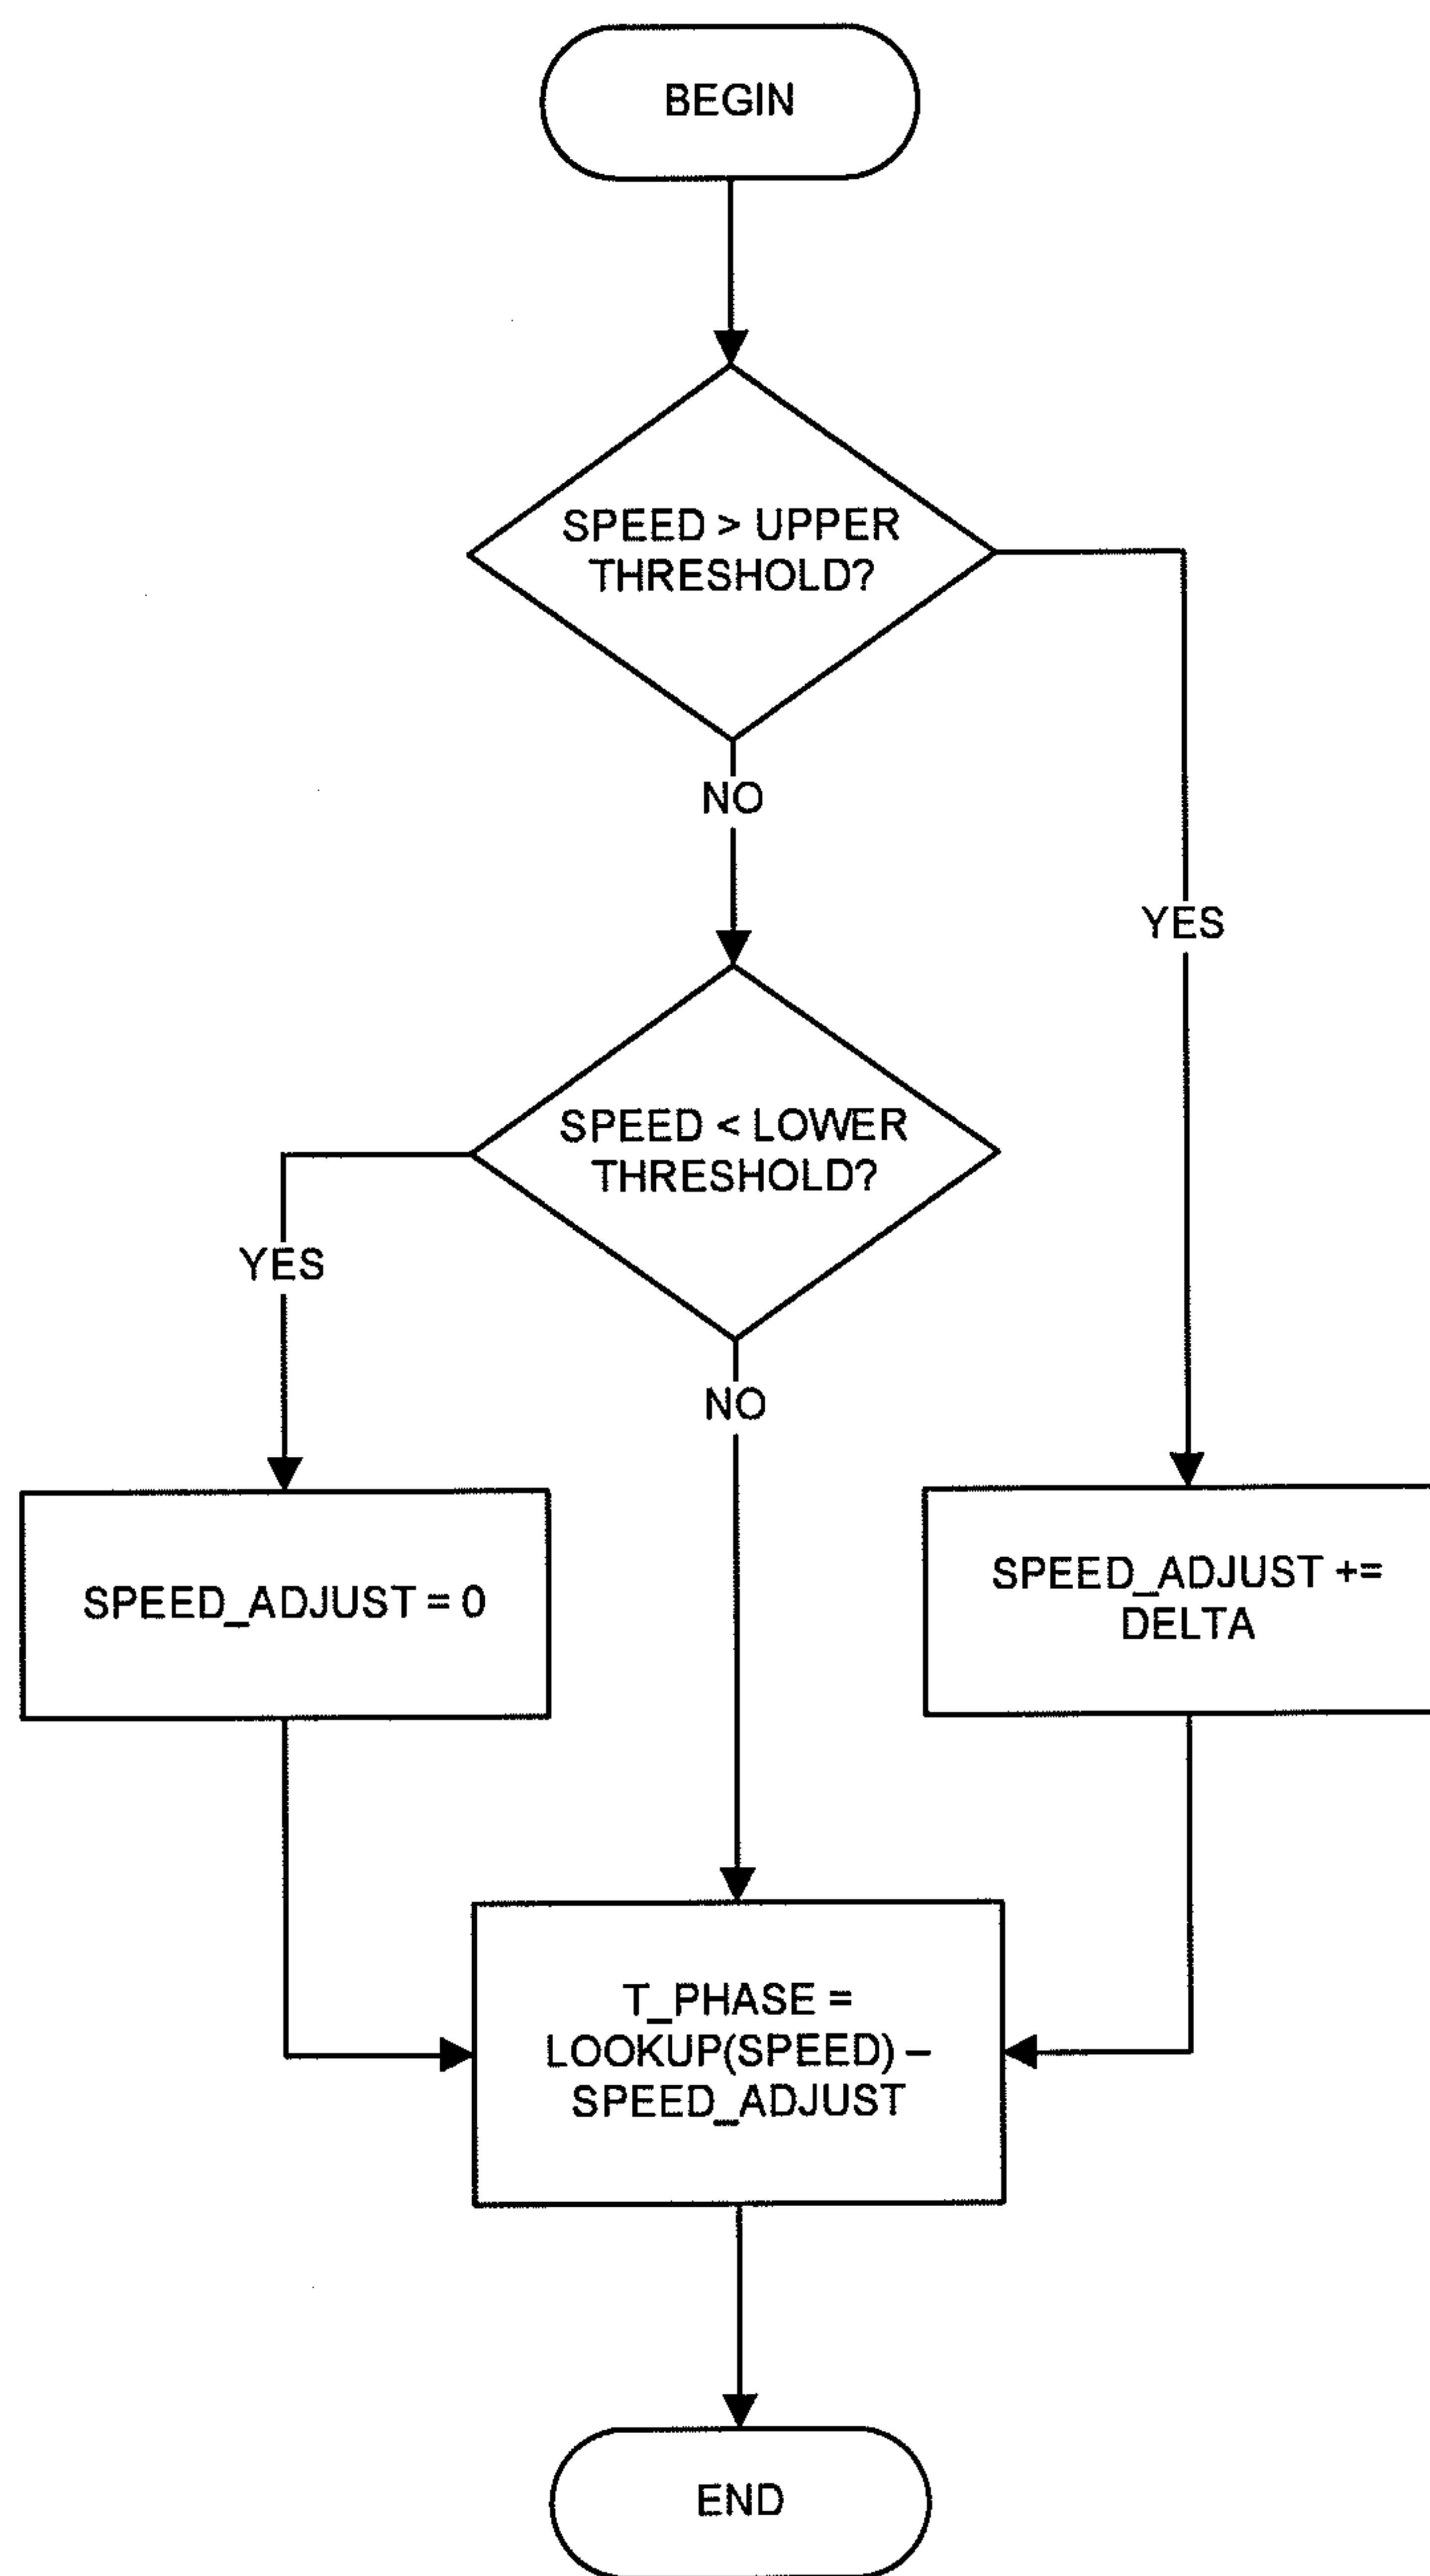 BEGIN
SPEED > UPPER
THRESHOLD?
NO
YES
SPEED < LOWER
THRESHOLD?
YES
NO
SPEED_ADJUST = 0
SPEED_ADJUST +=
DELTA
T_PHASE =
LOOKUP(SPEED) –
SPEED_ADJUST
END